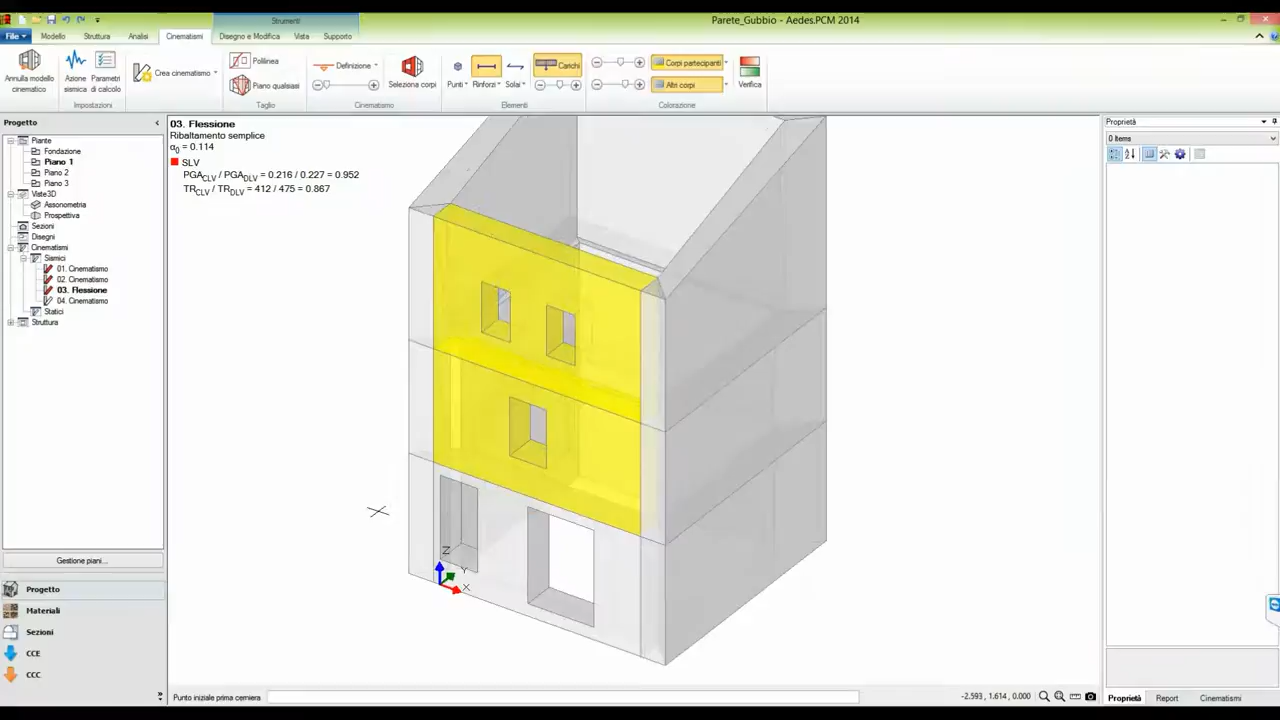 Strumenti
Parete_Gubbio - Aedes.PCM 2014
File
Modello
Struttura
Analisi
Cinematismi
Disegno e Modifica
Vista
Supporto
Annulla modello cinematico
Azione sismica
Parametri di calcolo
Impostazioni
Crea cinematismo
Polilinea
Piano qualsiasi
Taglio
Definizione
Cinematismo
Seleziona corpi
Punti
Rinforzi
Solai
Carichi
Elementi
Corpi partecipanti
Altri corpi
Colorazione
Verifica
Progetto
Piante
Fondazione
Piano 1
Piano 2
Piano 3
Viste3D
Assonometria
Prospettiva
Sezioni
Disegni
Cinematismi
Sismici
01. Cinematismo
02. Cinematismo
03. Flessione
04. Cinematismo
Statici
Struttura
Gestione piani...
Progetto
Materiali
Sezioni
CCE
CCC
03. Flessione
Ribaltamento semplice
α0 = 0.114
SLV
PGACLV / PGADLV = 0.216 / 0.227 = 0.952
TRCLV / TRDLV = 412 / 475 = 0.867
Z
Y
X
Proprietà
0 Items
Punto iniziale prima cerniera
-2.593 , 1.614 , 0.000
Proprietà
Report
Cinematismi